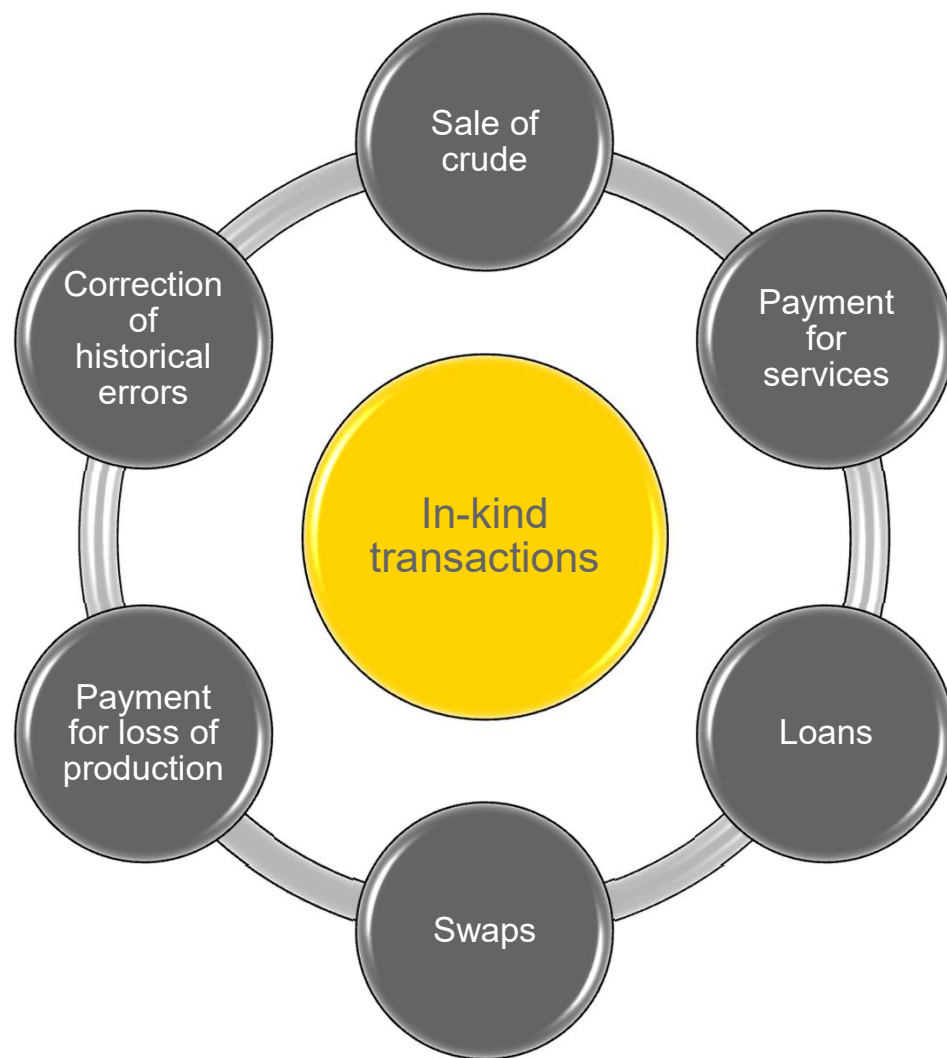 Sale of
crude
Payment
for
services
Loans
Swaps
Payment
for loss of
production
Correction
of
historical
errors
In-kind
transactions